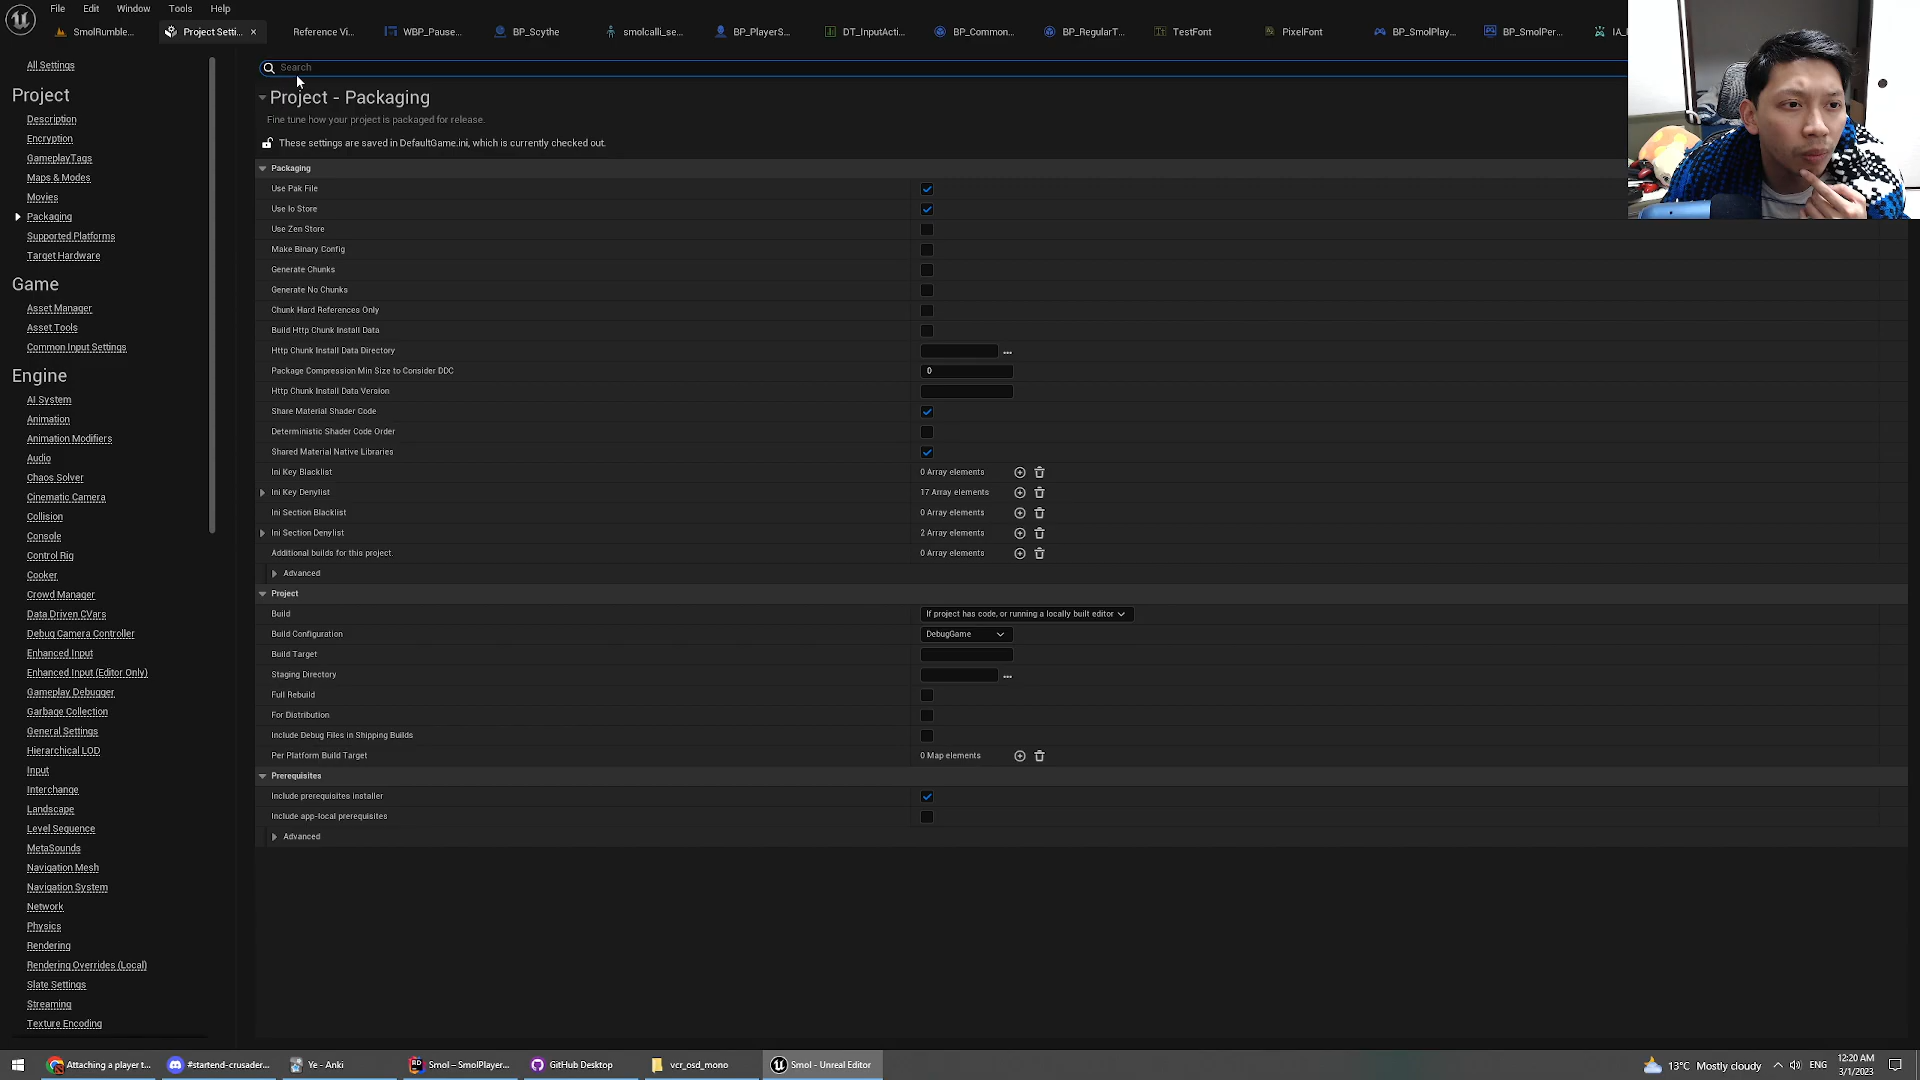 File Edit Window Tools Help
SmolRumble... Project Setti... × Reference Vi... WBP_Pause... BP_Scythe smolcalli_se... BP_PlayerS... DT_InputActi... BP_Common... BP_RegularT... TestFont PixelFont BP_SmolPlay... BP_SmolPer...
All Settings
Project
Description
Encryption
GameplayTags
Maps & Modes
Movies
Packaging
Supported Platforms
Target Hardware
Game
Asset Manager
Asset Tools
Common Input Settings
Engine
AI System
Animation
Animation Modifiers
Audio
Chaos Solver
Cinematic Camera
Collision
Console
Control Rig
Cooker
Crowd Manager
Data Driven CVars
Debug Camera Controller
Enhanced Input
Enhanced Input (Editor Only)
Gameplay Debugger
Garbage Collection
General Settings
Hierarchical LOD
Input
Interchange
Landscape
Level Sequence
MetaSounds
Navigation Mesh
Navigation System
Network
Physics
Rendering
Rendering Overrides (Local)
Slate Settings
Streaming
Texture Encoding
Search
Project - Packaging
Fine tune how your project is packaged for release.
These settings are saved in DefaultGame.ini, which is currently checked out.
Packaging
Use Pak File
Use Io Store
Use Zen Store
Make Binary Config
Generate Chunks
Generate No Chunks
Chunk Hard References Only
Build Http Chunk Install Data
Http Chunk Install Data Directory ...
Package Compression Min Size to Consider DDC 0
Http Chunk Install Data Version
Share Material Shader Code
Deterministic Shader Code Order
Shared Material Native Libraries
Ini Key Blacklist 0 Array elements
Ini Key Denylist 17 Array elements
Ini Section Blacklist 0 Array elements
Ini Section Denylist 2 Array elements
Additional builds for this project. 0 Array elements
Advanced
Project
Build If project has code, or running a locally built editor
Build Configuration DebugGame
Build Target
Staging Directory ...
Full Rebuild
For Distribution
Include Debug Files in Shipping Builds
Per Platform Build Target 0 Map elements
Prerequisites
Include prerequisites installer
Include app-local prerequisites
Advanced
Attaching a player t... #startend-crusader... Ye - Anki Smol – SmolPlayer... GitHub Desktop vcr_osd_mono Smol - Unreal Editor 13°C Mostly cloudy ENG 12:20 AM
3/1/2023